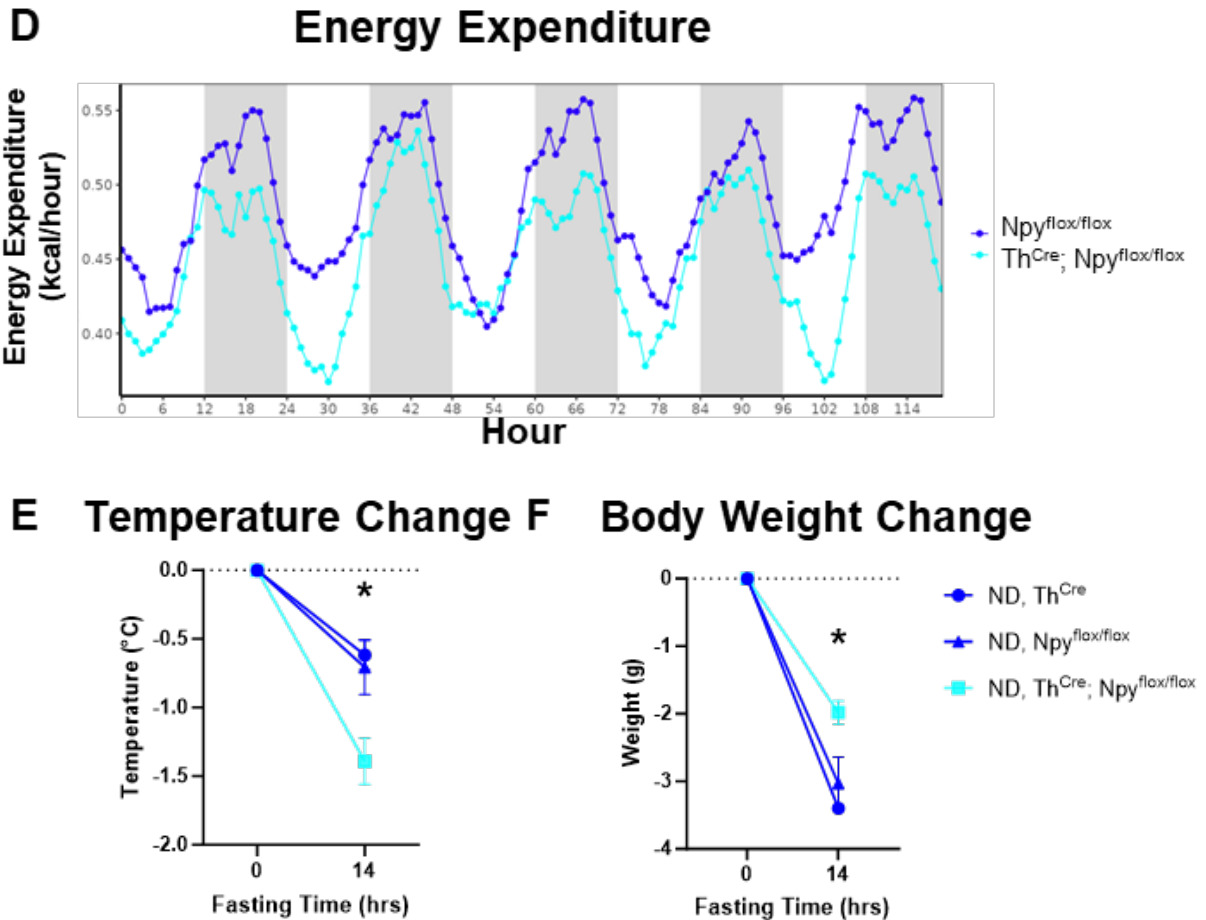 D
Energy Expenditure
Energy Expenditure
(kcal/hour)
0.55
0.50
0.45
0.40
0 6 12 18 24 30 36 42 48 54 60 66 72 78 84 90 96 102 108 114
Hour
Npyflox/flox
ThCre; Npyflox/flox
E Temperature Change
Temperature (°C)
0.0
-0.5
-1.0
-1.5
-2.0
*
0 14
Fasting Time (hrs)
F Body Weight Change
Weight (g)
0
-1
-2
-3
-4
*
0 14
Fasting Time (hrs)
ND, ThCre
ND, Npyflox/flox
ND, ThCre; Npyflox/flox